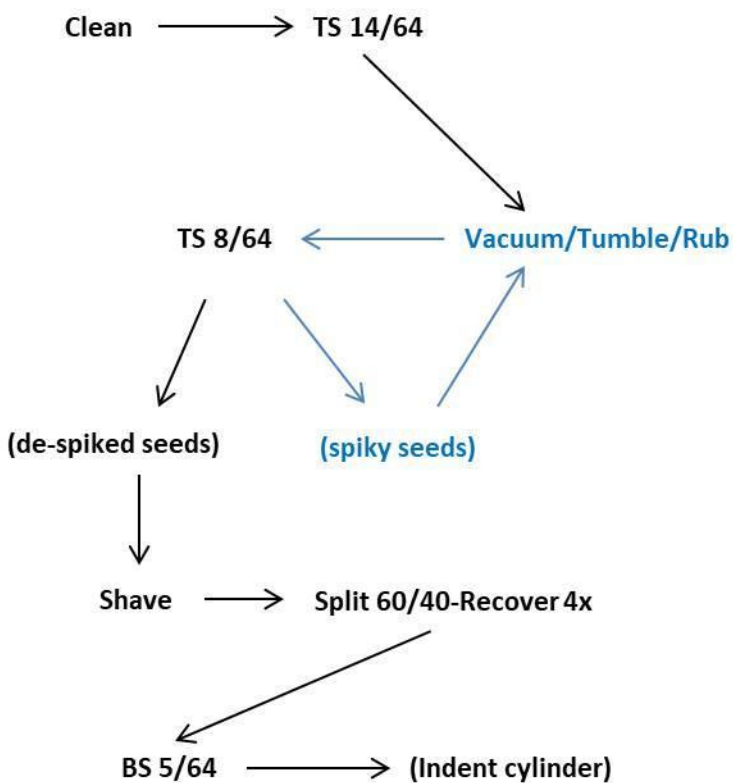 Clean
TS 14/64
TS 8/64
Vacuum/Tumble/Rub
(de-spiked seeds)
(spiky seeds)
Shave
Split 60/40-Recover 4x
BS 5/64
(Indent cylinder)